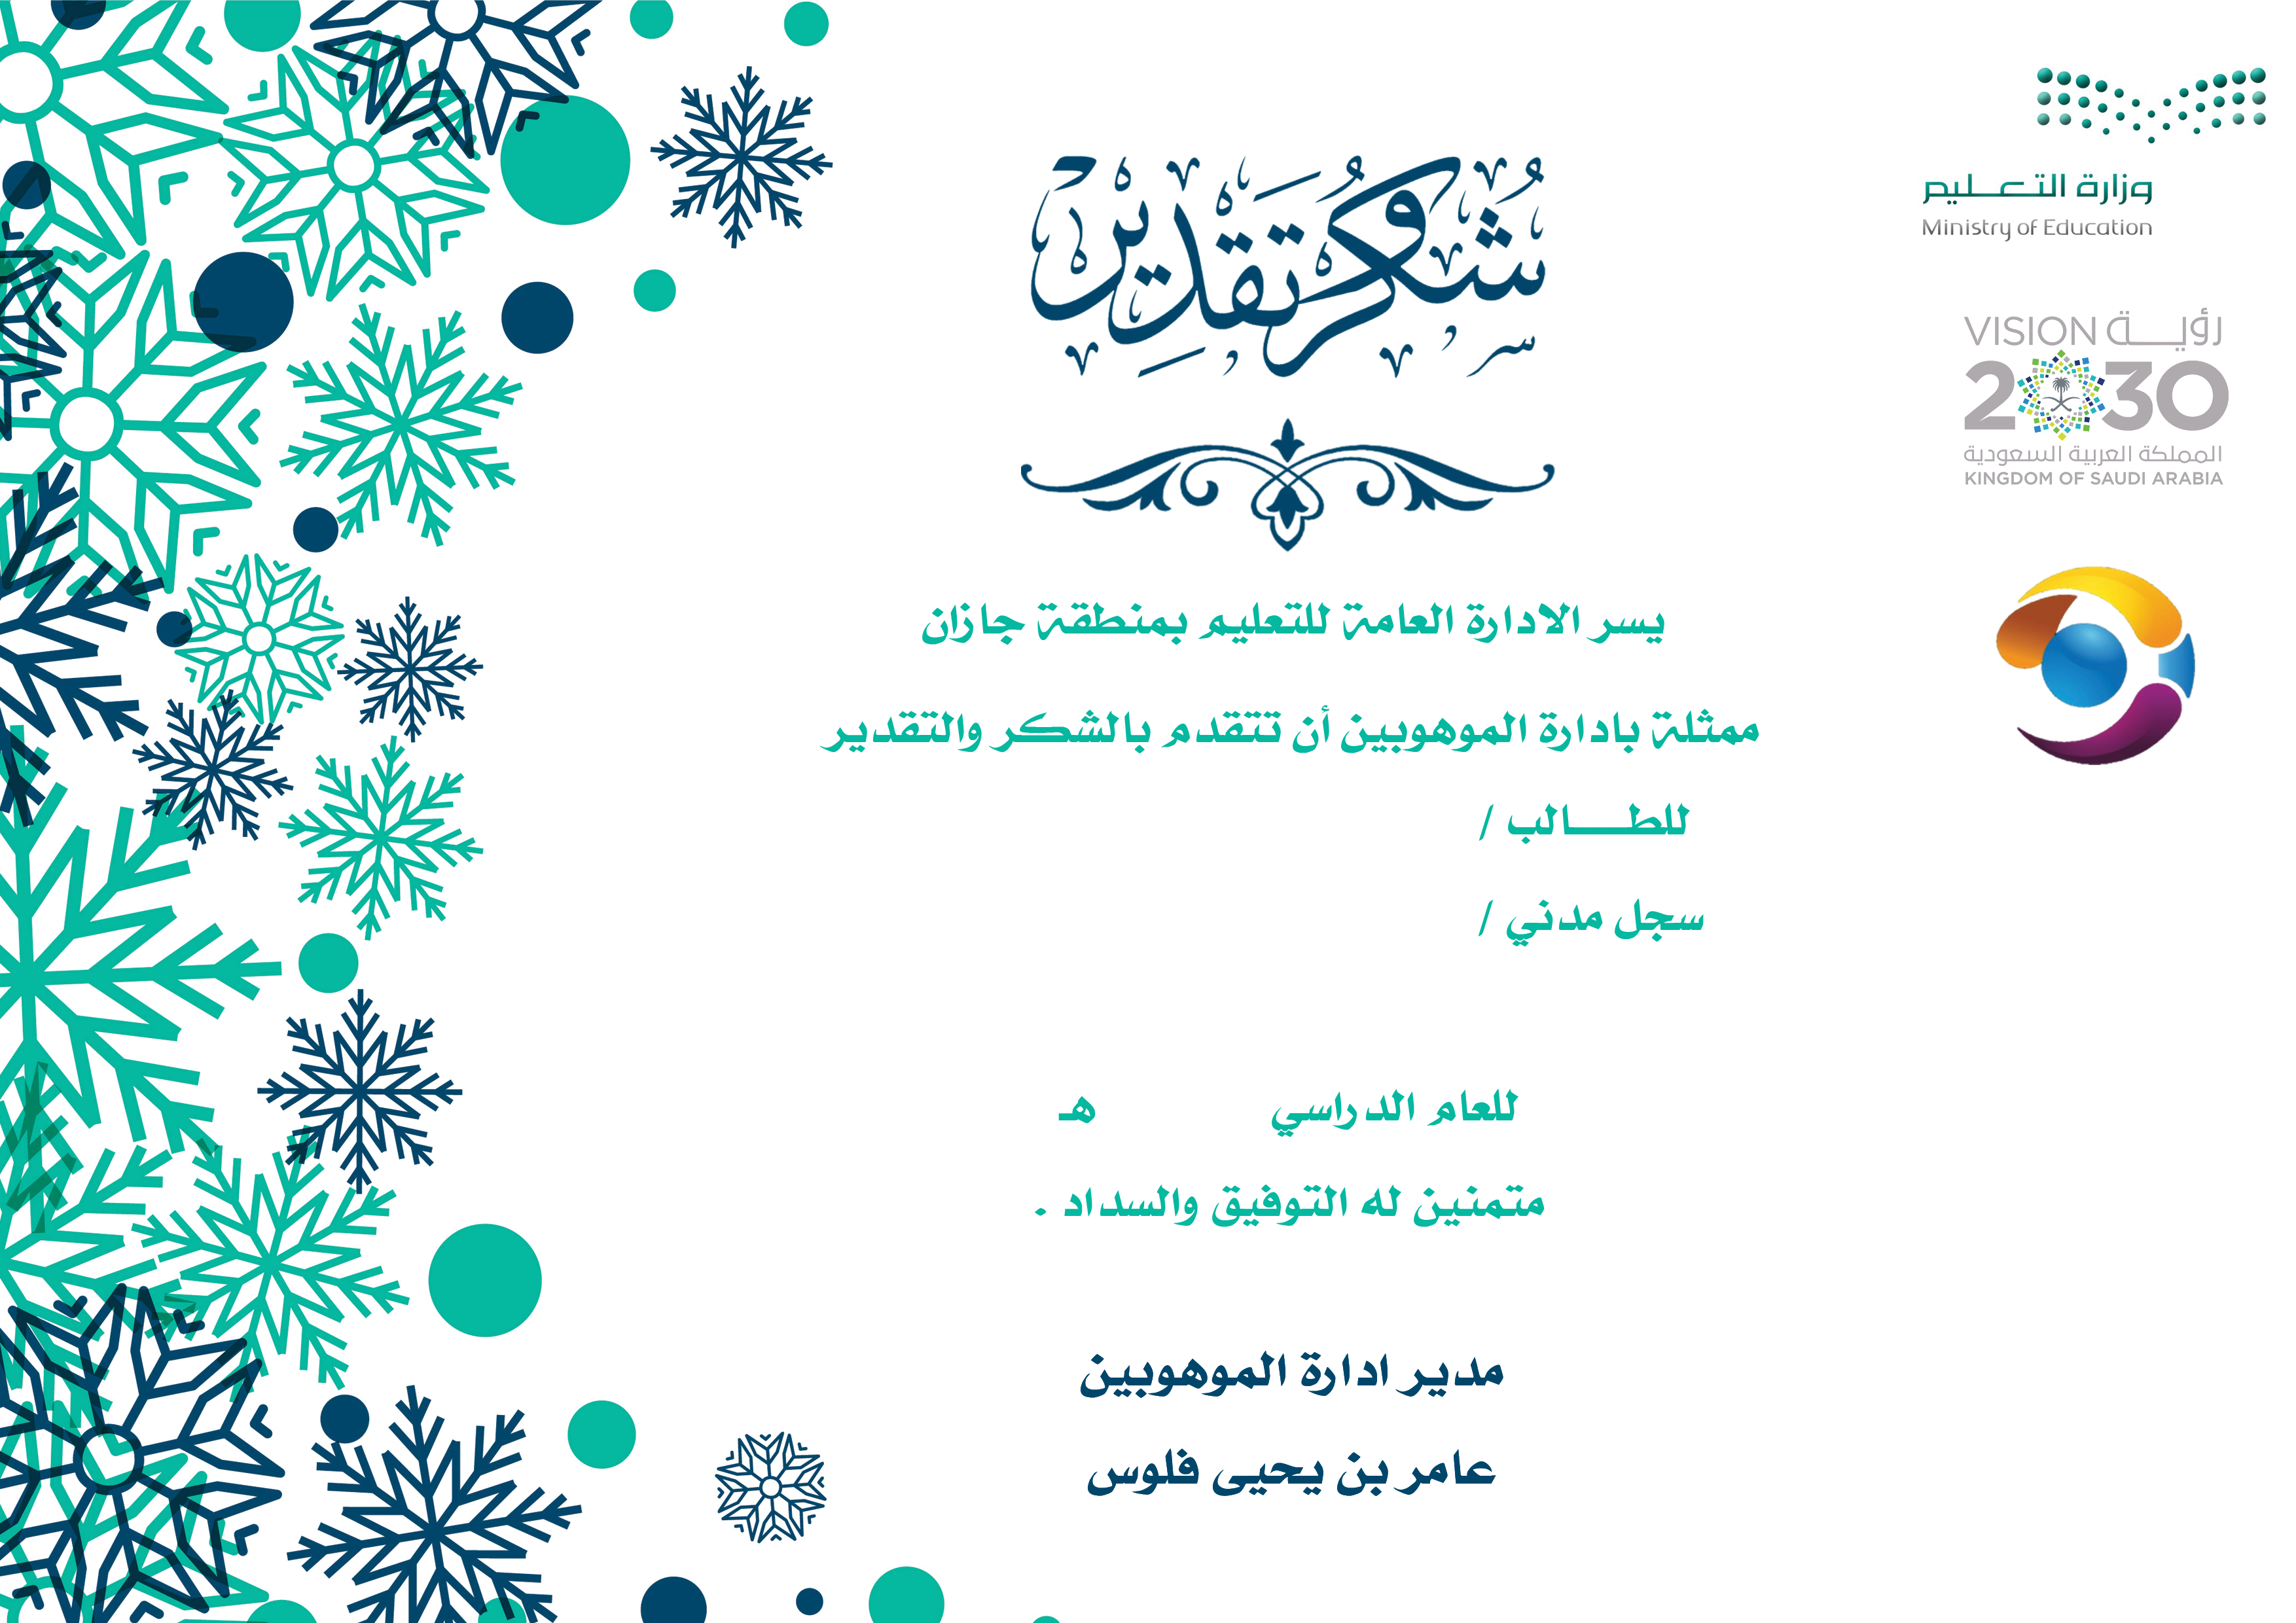 شكر وتقدير
وزارة التعليم
Ministry of Education
VISION رؤية
2030
المملكة العربية السعودية
KINGDOM OF SAUDI ARABIA
يسر الادارة العامة للتعليم بمنطقة جازان
ممثلة بادارة الموهوبين أن تتقدم بالشكر والتقدير
للطـــالب /
سجل مدني /
للعام الدراسي هـ
متمنين له التوفيق والسداد .
مدير ادارة الموهوبين
عامر بن يحيى فلوس